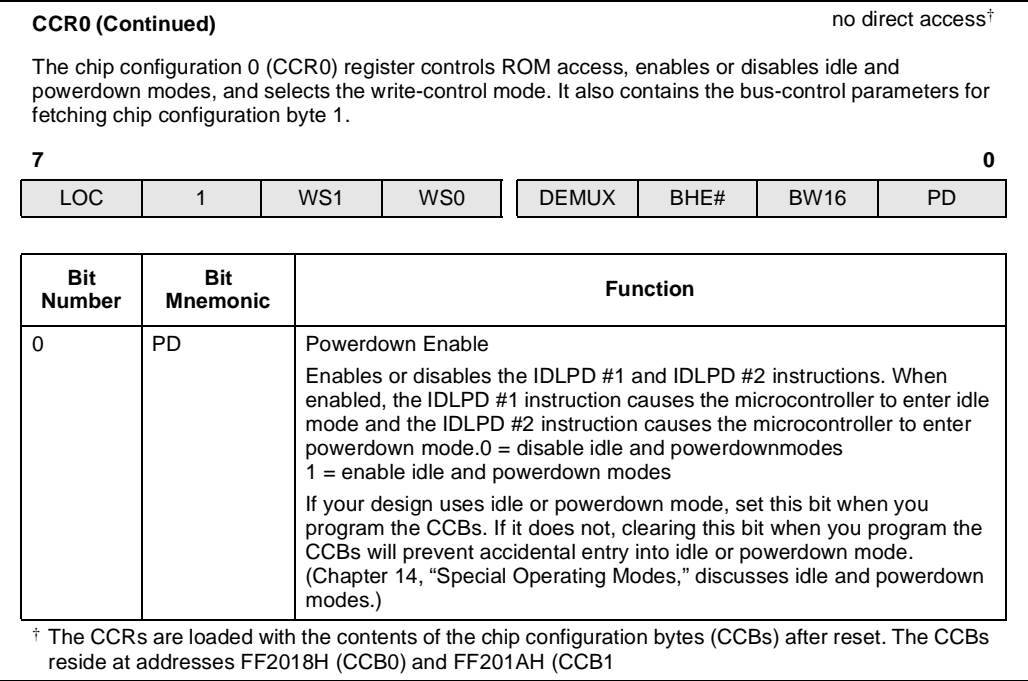 CCR0 (Continued) no direct access†
The chip configuration 0 (CCR0) register controls ROM access, enables or disables idle and
powerdown modes, and selects the write-control mode. It also contains the bus-control parameters for
fetching chip configuration byte 1.
7 0
LOC 1 WS1 WS0 DEMUX BHE# BW16 PD
Bit Number Bit Mnemonic Function
0 PD Powerdown Enable
Enables or disables the IDLPD #1 and IDLPD #2 instructions. When
enabled, the IDLPD #1 instruction causes the microcontroller to enter idle
mode and the IDLPD #2 instruction causes the microcontroller to enter
powerdown mode.0 = disable idle and powerdownmodes
1 = enable idle and powerdown modes
If your design uses idle or powerdown mode, set this bit when you
program the CCBs. If it does not, clearing this bit when you program the
CCBs will prevent accidental entry into idle or powerdown mode.
(Chapter 14, “Special Operating Modes,” discusses idle and powerdown
modes.)
† The CCRs are loaded with the contents of the chip configuration bytes (CCBs) after reset. The CCBs
reside at addresses FF2018H (CCB0) and FF201AH (CCB1